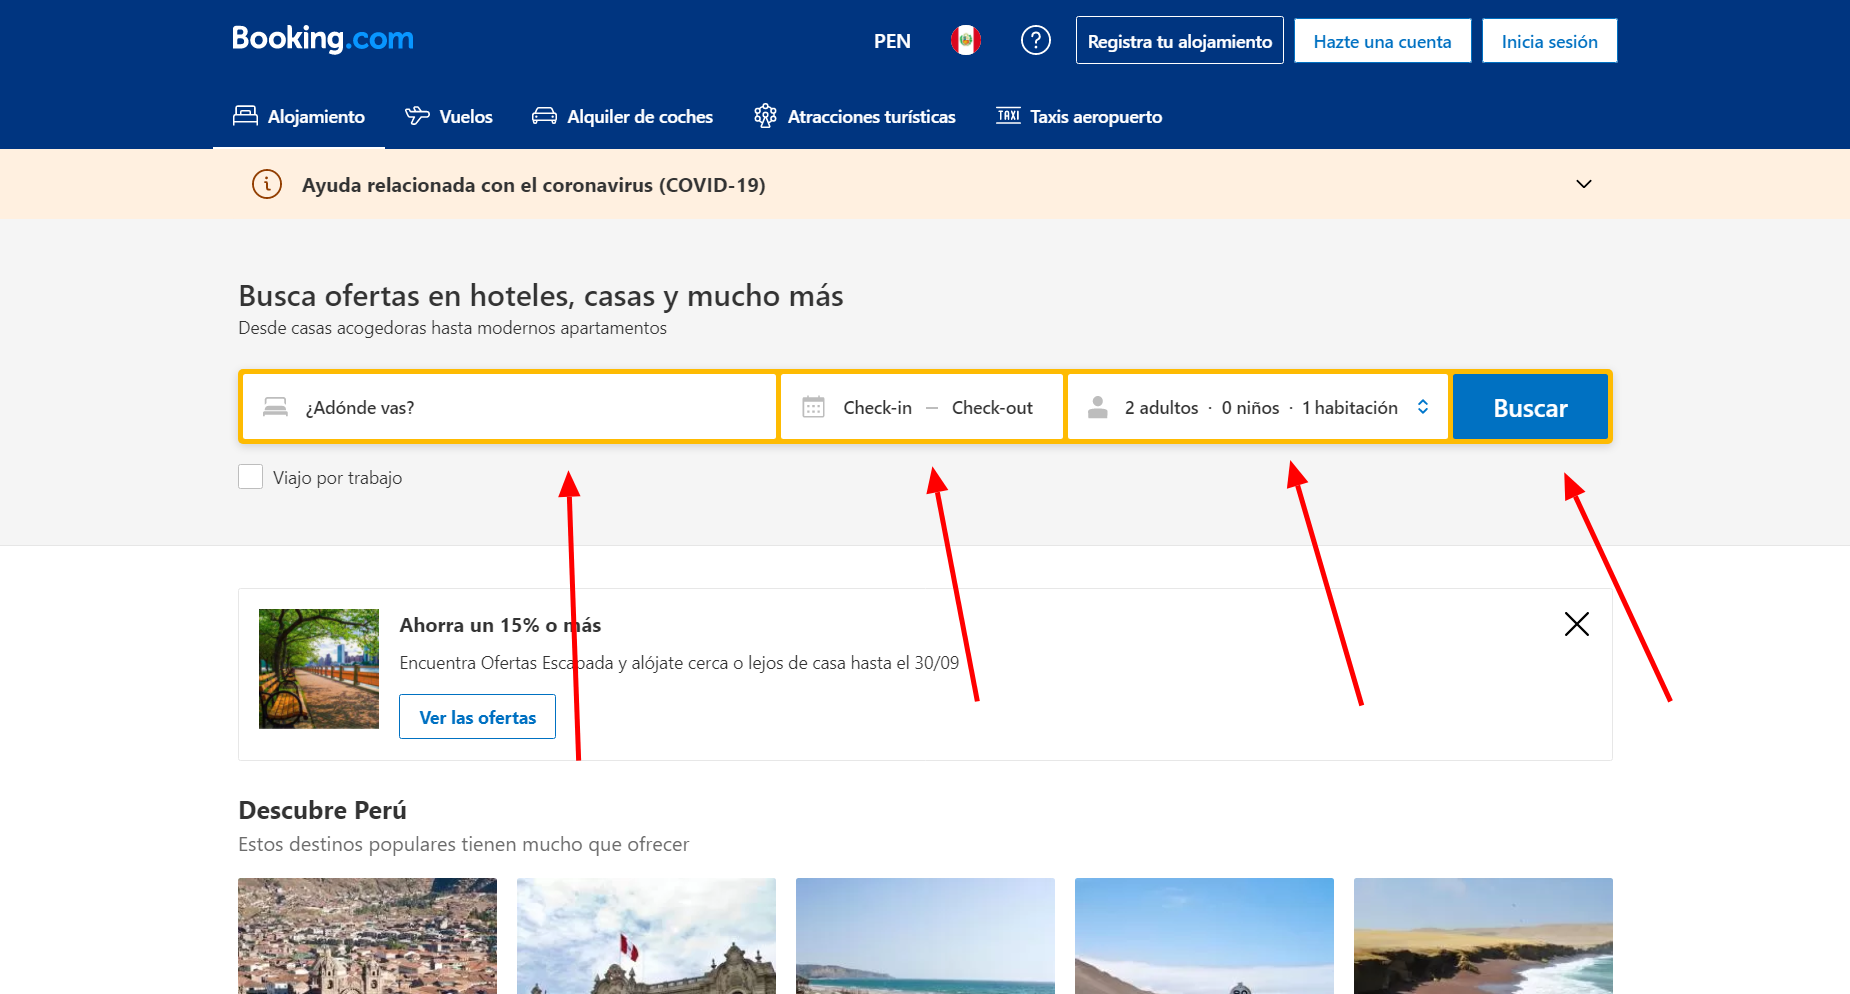 Booking.com
PEN
?
Registra tu alojamiento
Hazte una cuenta
Inicia sesión
Alojamiento
Vuelos
Alquiler de coches
Atracciones turísticas
TAXI
Taxis aeropuerto
Ayuda relacionada con el coronavirus (COVID-19)
Busca ofertas en hoteles, casas y mucho más
Desde casas acogedoras hasta modernos apartamentos
¿Adónde vas?
Check-in — Check-out
2 adultos · 0 niños · 1 habitación
Buscar
Viajo por trabajo
Ahorra un 15% o más
Encuentra Ofertas Escapada y alójate cerca o lejos de casa hasta el 30/09
Ver las ofertas
Descubre Perú
Estos destinos populares tienen mucho que ofrecer